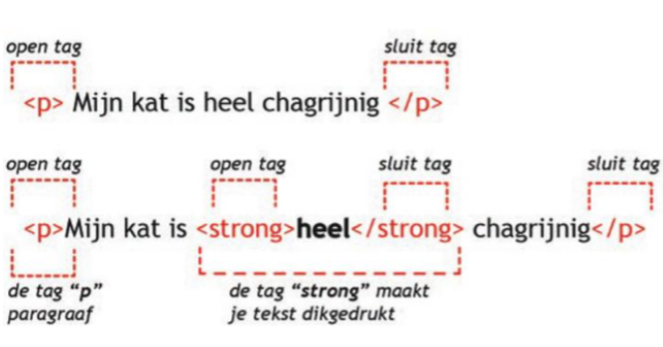 open tag sluit tag
<p> Mijn kat is heel chagrijnig </p>
open tag open tag sluit tag sluit tag
<p>Mijn kat is <strong>heel</strong> chagrijnig</p>
de tag “p” de tag “strong” maakt
paragraaf je tekst dikgedrukt